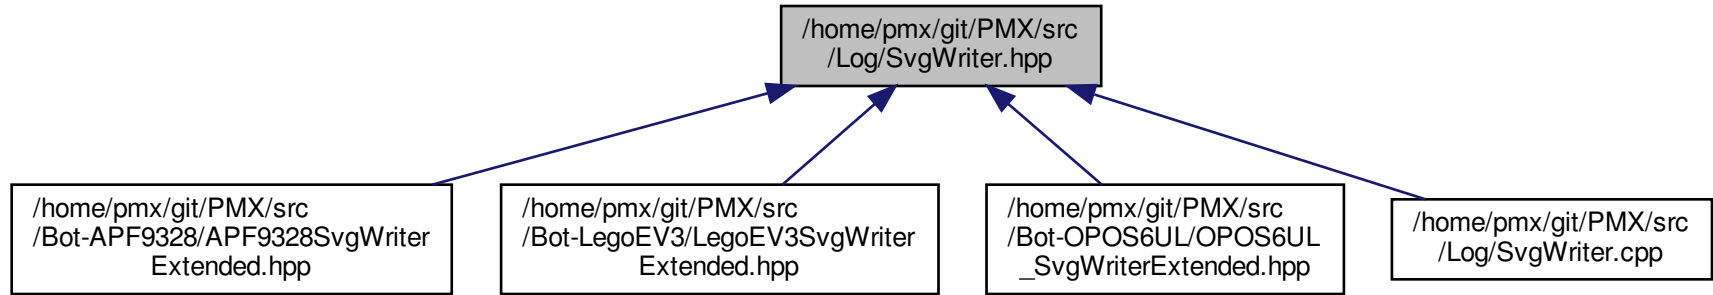 /home/pmx/git/PMX/src
/Log/SvgWriter.hpp
/home/pmx/git/PMX/src
/Bot-APF9328/APF9328SvgWriter
Extended.hpp
/home/pmx/git/PMX/src
/Bot-LegoEV3/LegoEV3SvgWriter
Extended.hpp
/home/pmx/git/PMX/src
/Bot-OPOS6UL/OPOS6UL
_SvgWriterExtended.hpp
/home/pmx/git/PMX/src
/Log/SvgWriter.cpp